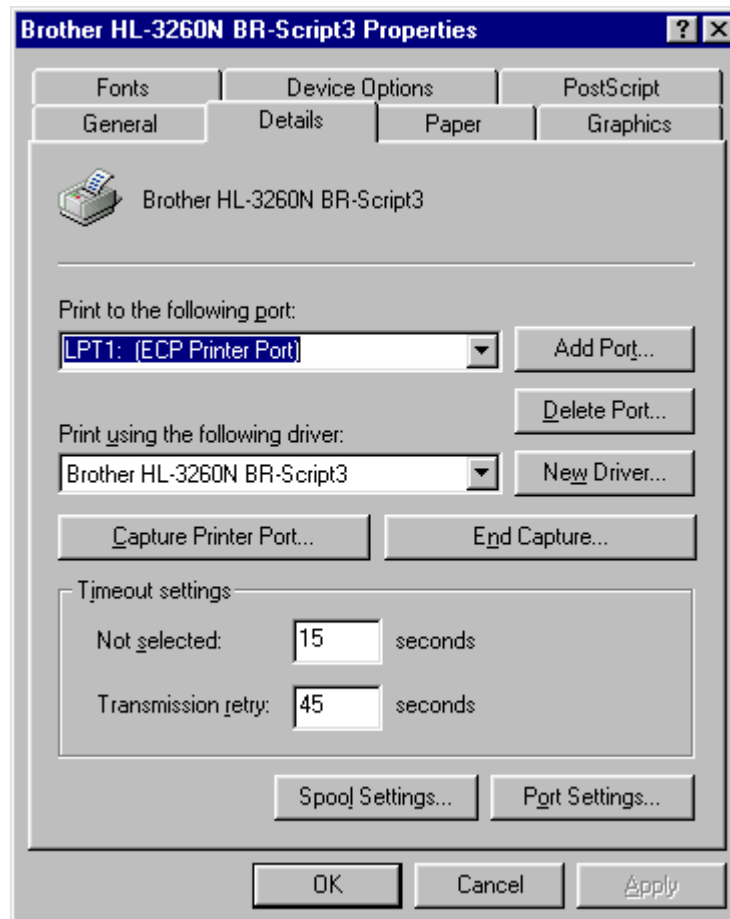 Brother HL-3260N BR-Script3 Properties ? ×
Fonts Device Options PostScript
General Details Paper Graphics
Brother HL-3260N BR-Script3
Print to the following port:
LPT1: (ECP Printer Port) Add Port...
Delete Port...
Print using the following driver:
Brother HL-3260N BR-Script3 New Driver...
Capture Printer Port... End Capture...
Timeout settings
Not selected: 15 seconds
Transmission retry: 45 seconds
Spool Settings... Port Settings...
OK Cancel Apply